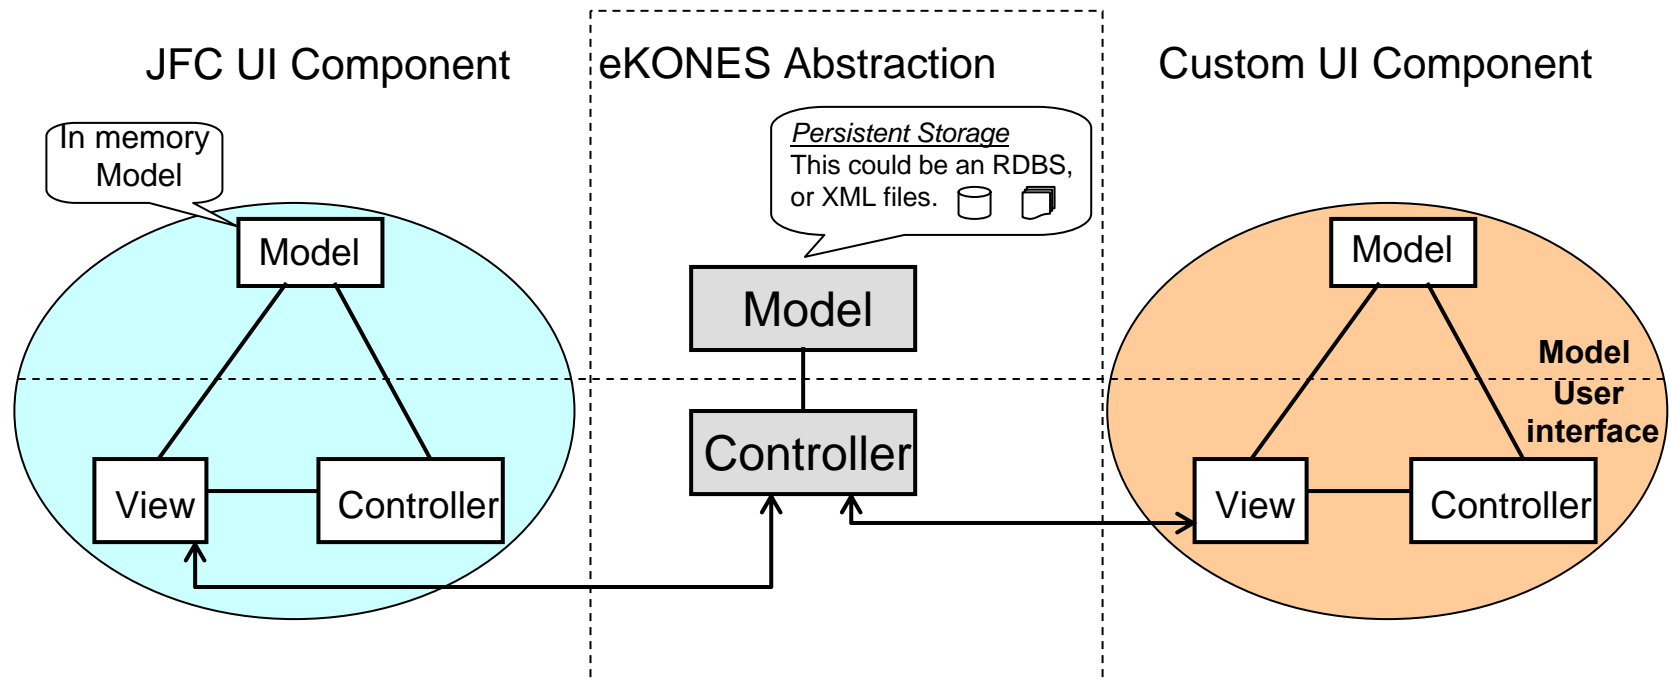 JFC UI Component
eKONES Abstraction
Custom UI Component
In memory
Model
Persistent Storage
This could be an RDBS,
or XML files.
Model
Model
Model
Model
User
interface
View
Controller
Controller
View
Controller